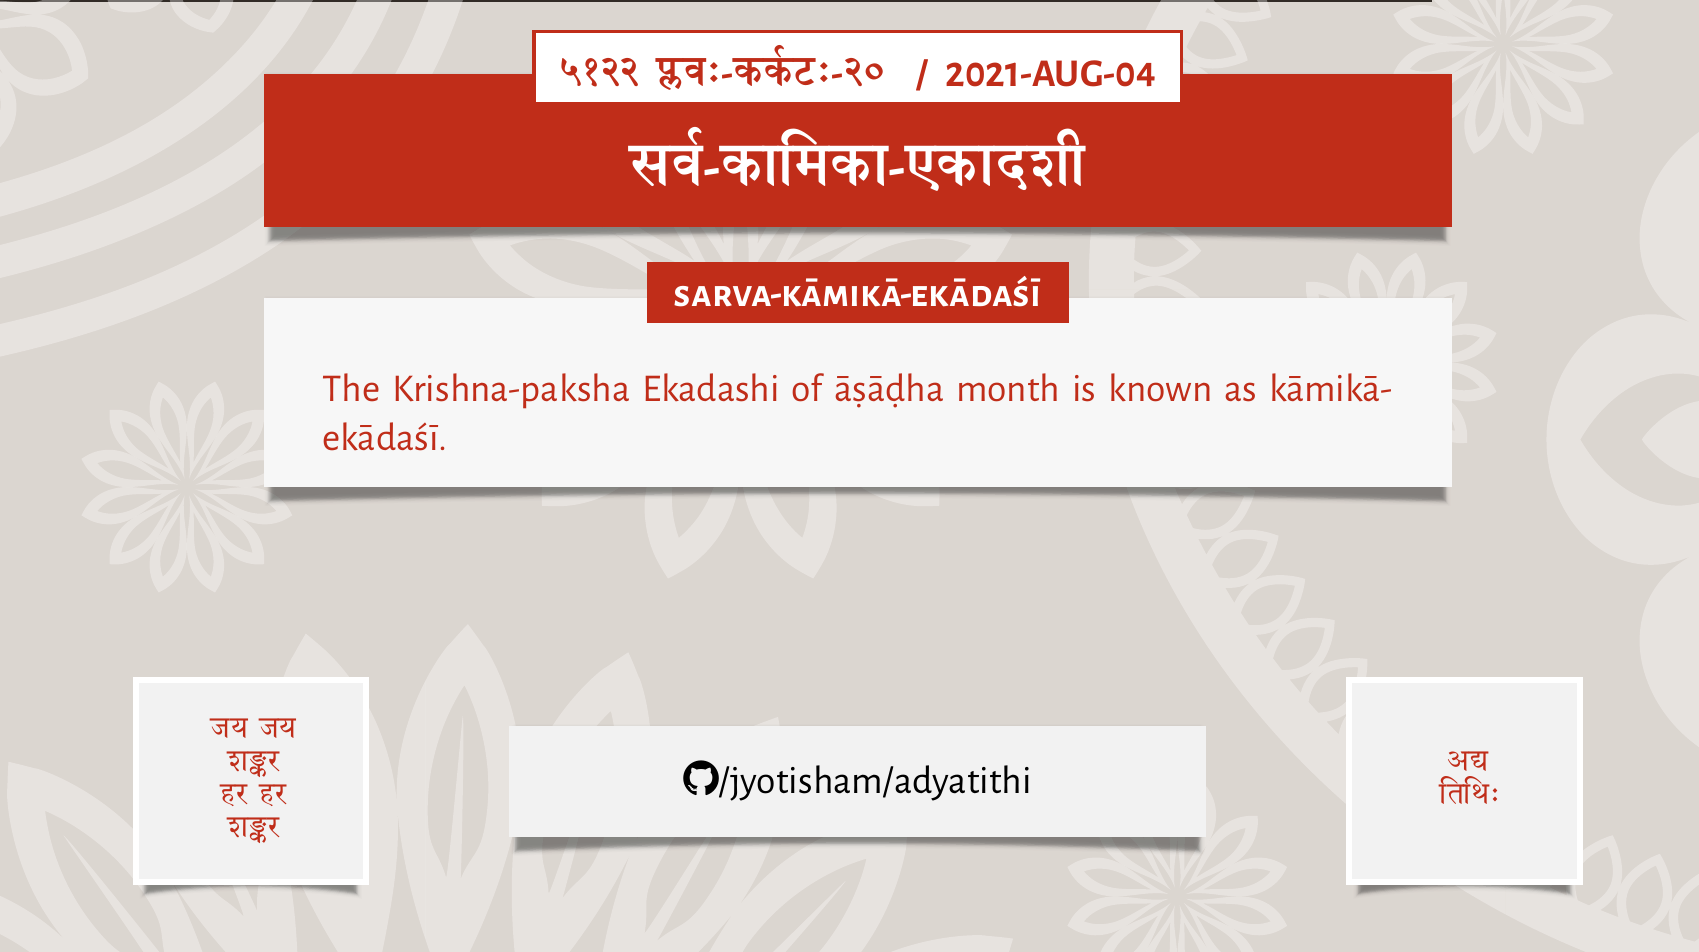 ५१२२ प्लवः-कर्कटः-२० / 2021-AUG-04
सर्व-कामिका-एकादशी
SARVA-KĀMIKĀ-EKĀDAŚĪ
The Krishna-paksha Ekadashi of āṣāḍha month is known as kāmikā-
ekādaśī.
जय जय
शङ्कर
हर हर
शङ्कर
/jyotisham/adyatithi
अद्य
तिथिः